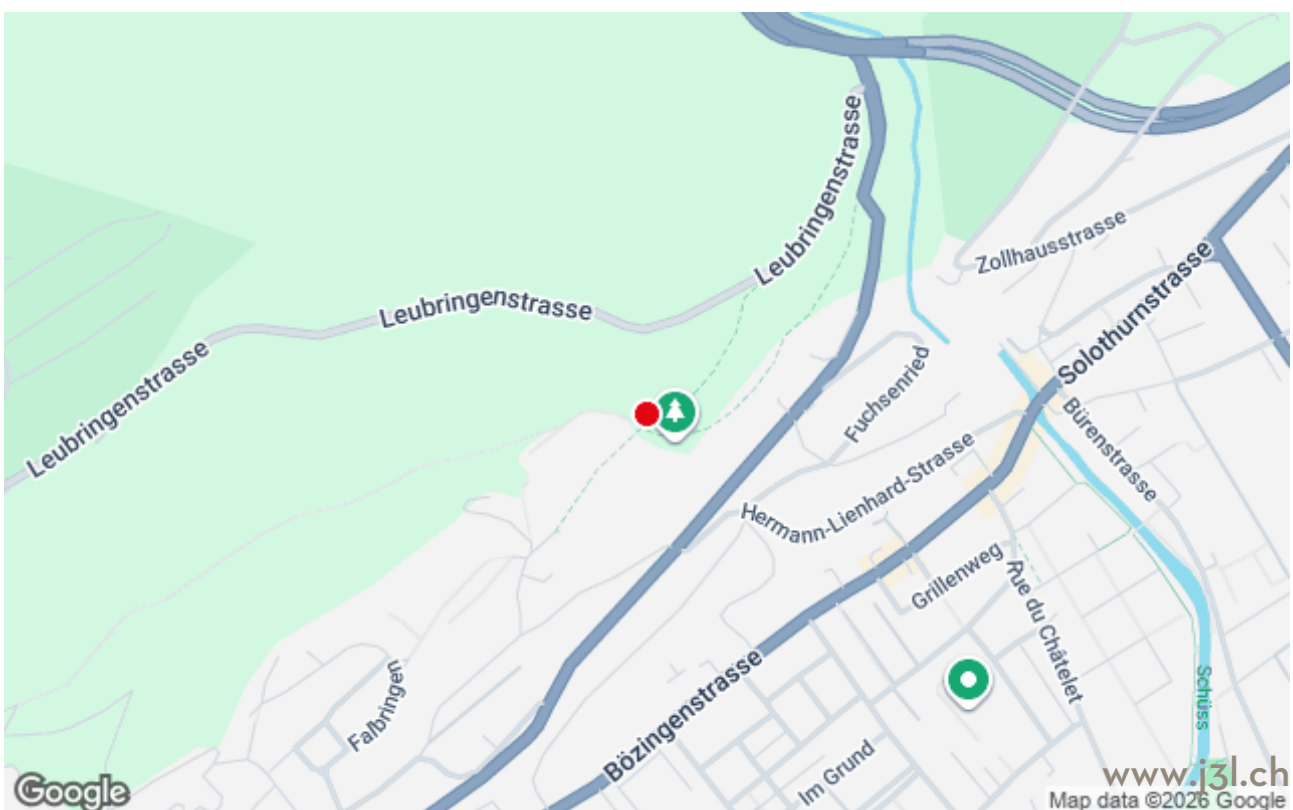 Leubringenstrasse
Zollhausstrasse
Solothurnstrasse
Leubringenstrasse
Leubringenstrasse
Fuchsenried
Bürenstrasse
Hermann-Lienhard-Strasse
Grillenweg
Rue du Châtelet
Bözingenstrasse
Falbringen
Schüss
Im Grund
www.j3l.ch
Google
Map data ©2026 Google